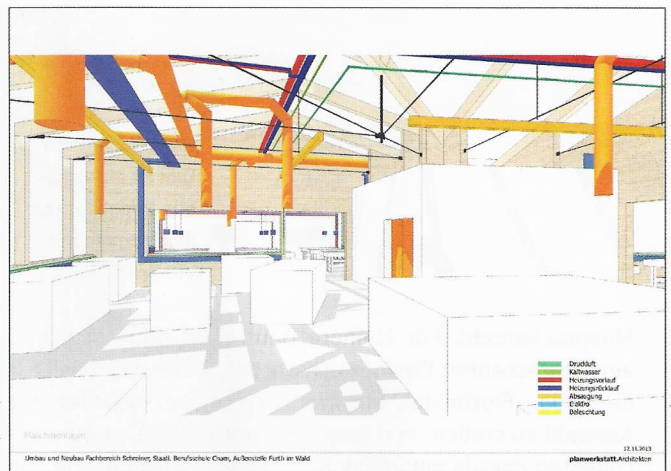 Druckluft
Kaltwasser
Heizungsvorlauf
Heizungsrücklauf
Absaugung
Elektro
Beleuchtung
Maschinenraum
12.11.2013
Umbau und Neubau Fachbereich Schreiner, Staatl. Berufsschule Cham, Außenstelle Furth im Wald
planwerkstatt.Architekten